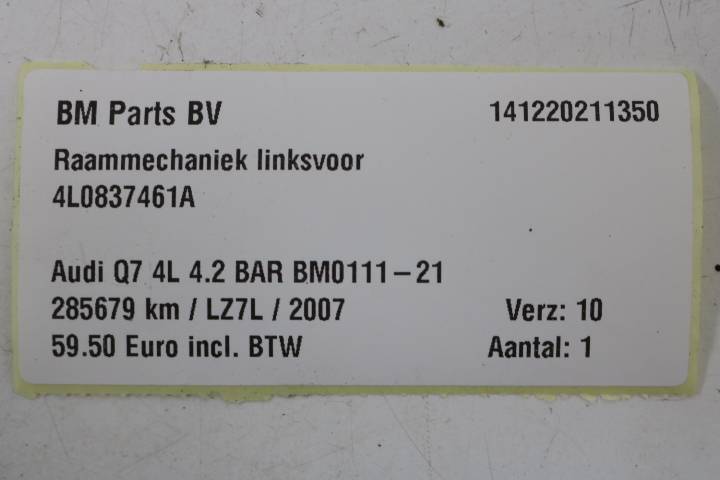 BM Parts BV 141220211350
Raammechaniek linksvoor
4L0837461A
Audi Q7 4L 4.2 BAR BM0111-21
285679 km / LZ7L / 2007 Verz: 10
59.50 Euro incl. BTW Aantal: 1